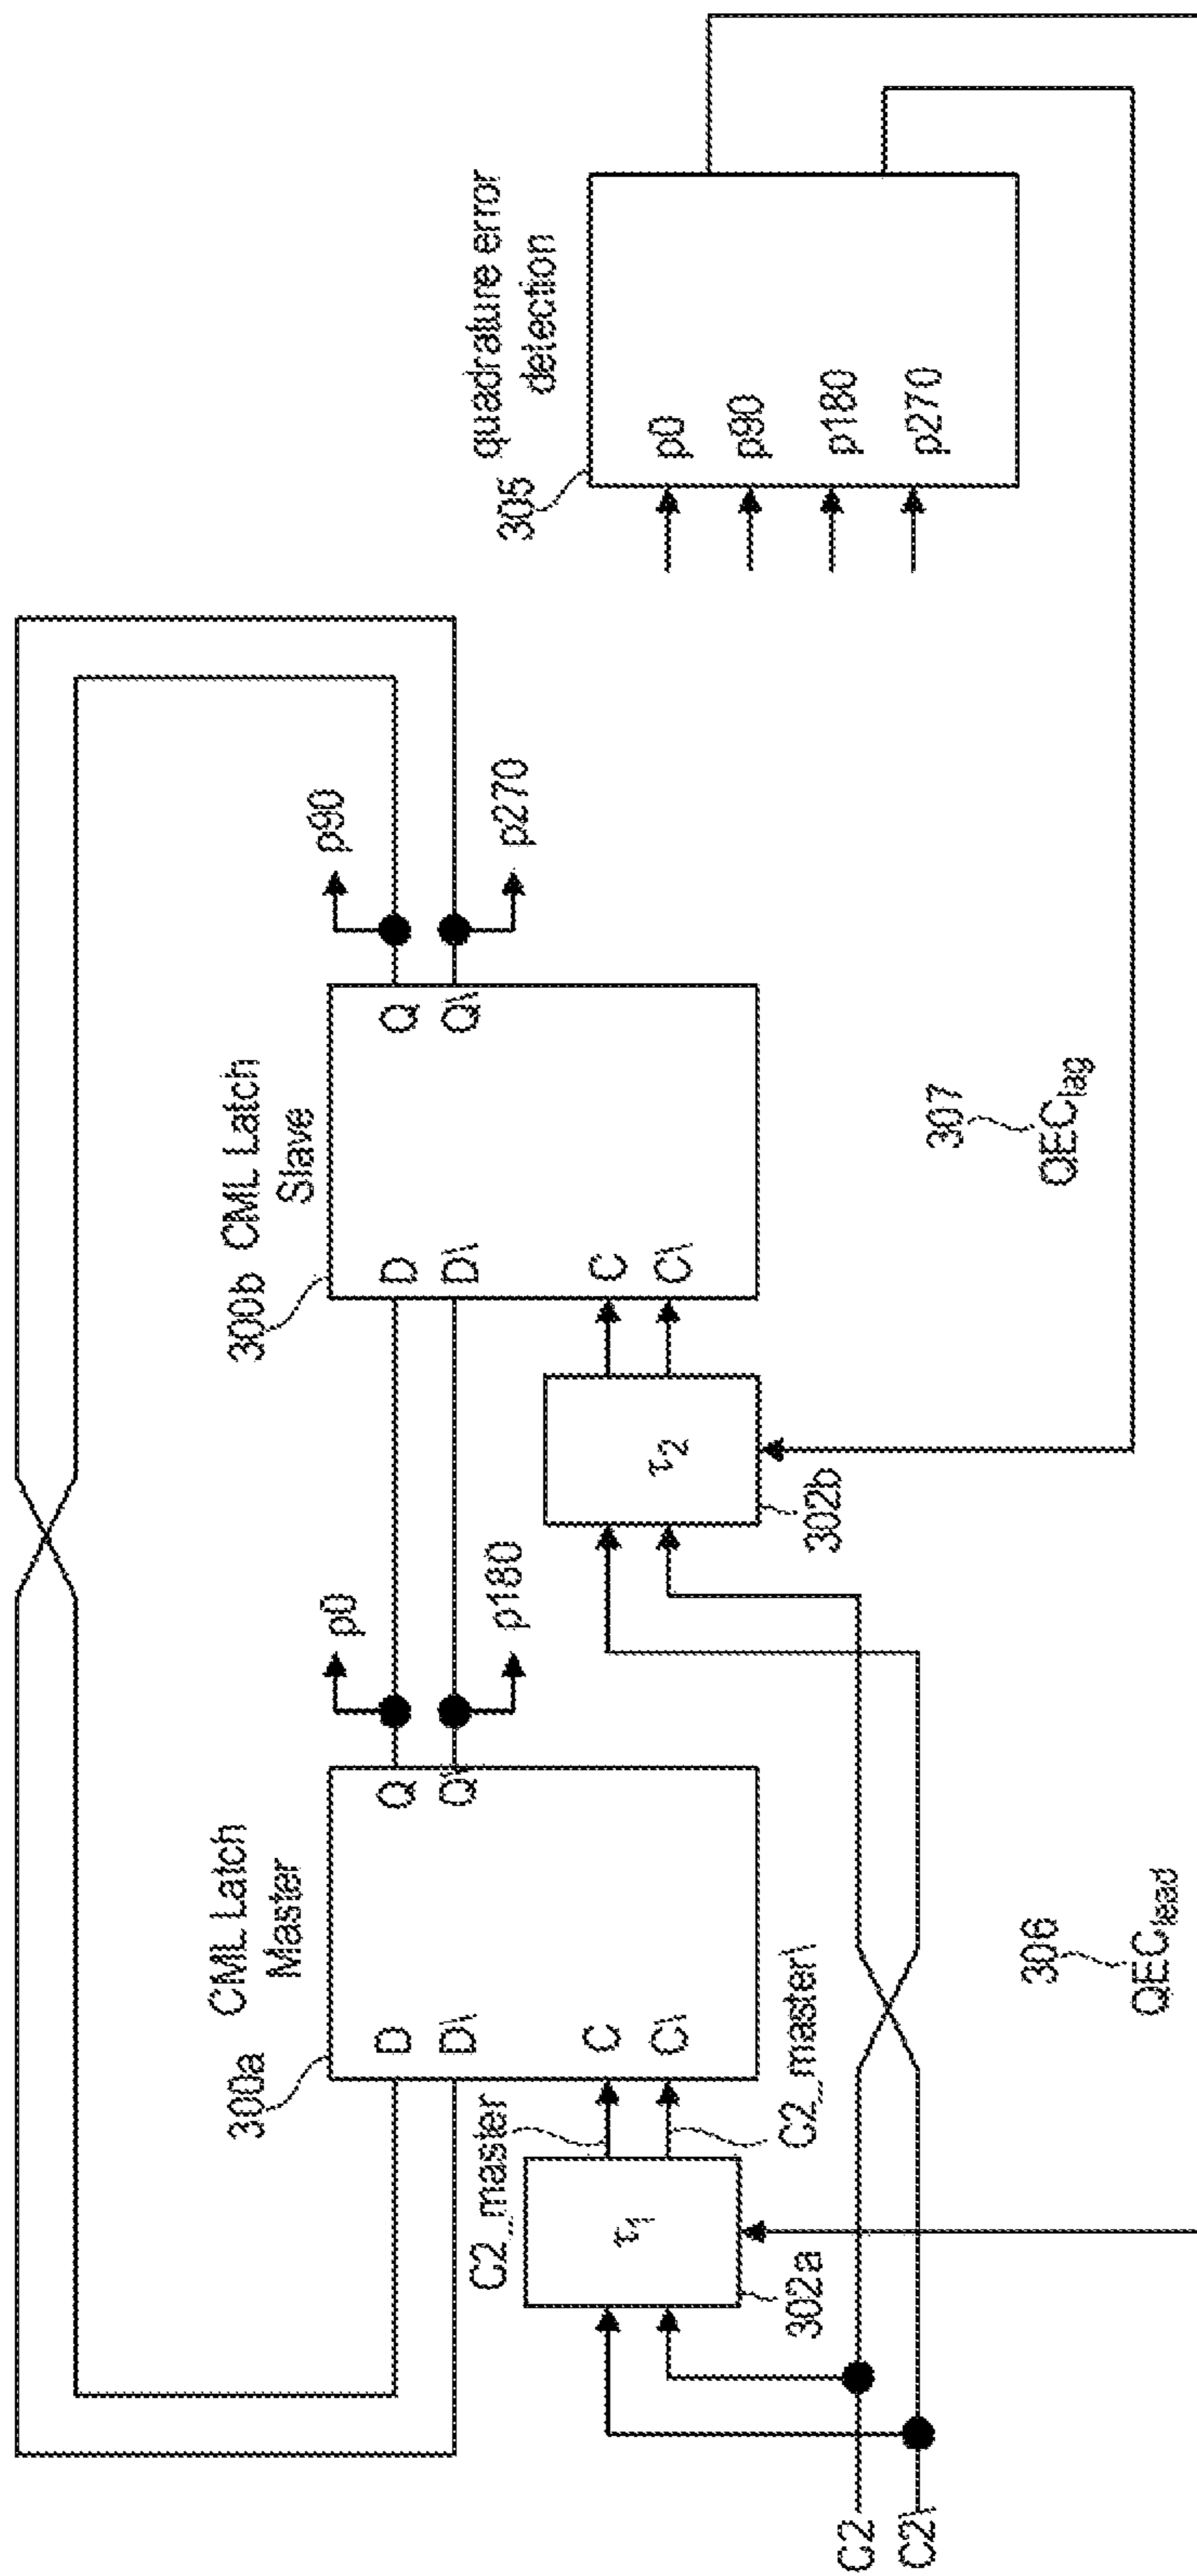 300a
CML Latch
Master
D
D\
C
C\
Q
Q\
p0
p180
C2_master
C2_master\
τ1
302a
C2
C2\
300b
CML Latch
Slave
D
D\
C
C\
Q
Q\
p90
p270
τ2
302b
305
quadrature error
detection
p0
p90
p180
p270
306
QEClead
307
QEClag